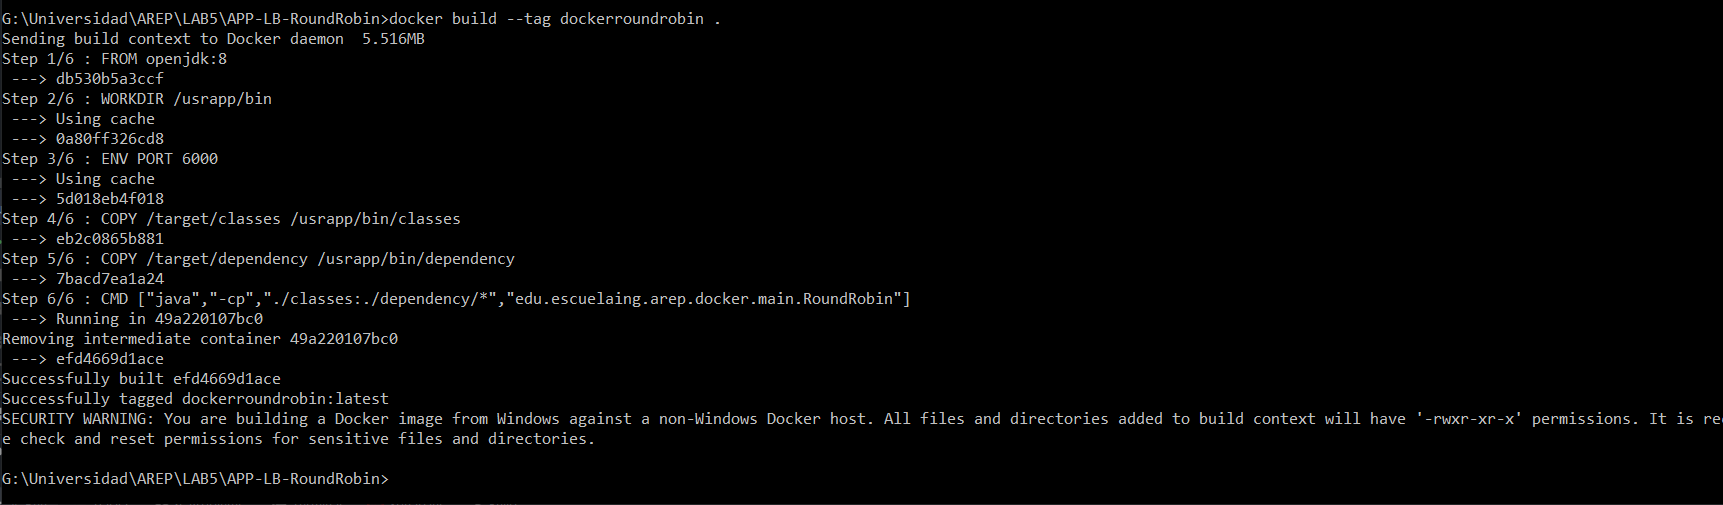 G:\Universidad\AREP\LAB5\APP-LB-RoundRobin>docker build --tag dockerroundrobin .
Sending build context to Docker daemon  5.516MB
Step 1/6 : FROM openjdk:8
 ---> db530b5a3ccf
Step 2/6 : WORKDIR /usrapp/bin
 ---> Using cache
 ---> 0a80ff326cd8
Step 3/6 : ENV PORT 6000
 ---> Using cache
 ---> 5d018eb4f018
Step 4/6 : COPY /target/classes /usrapp/bin/classes
 ---> eb2c0865b881
Step 5/6 : COPY /target/dependency /usrapp/bin/dependency
 ---> 7bacd7ea1a24
Step 6/6 : CMD ["java","-cp","./classes:./dependency/*","edu.escuelaing.arep.docker.main.RoundRobin"]
 ---> Running in 49a220107bc0
Removing intermediate container 49a220107bc0
 ---> efd4669d1ace
Successfully built efd4669d1ace
Successfully tagged dockerroundrobin:latest
SECURITY WARNING: You are building a Docker image from Windows against a non-Windows Docker host. All files and directories added to build context will have '-rwxr-xr-x' permissions. It is rec
e check and reset permissions for sensitive files and directories.
G:\Universidad\AREP\LAB5\APP-LB-RoundRobin>